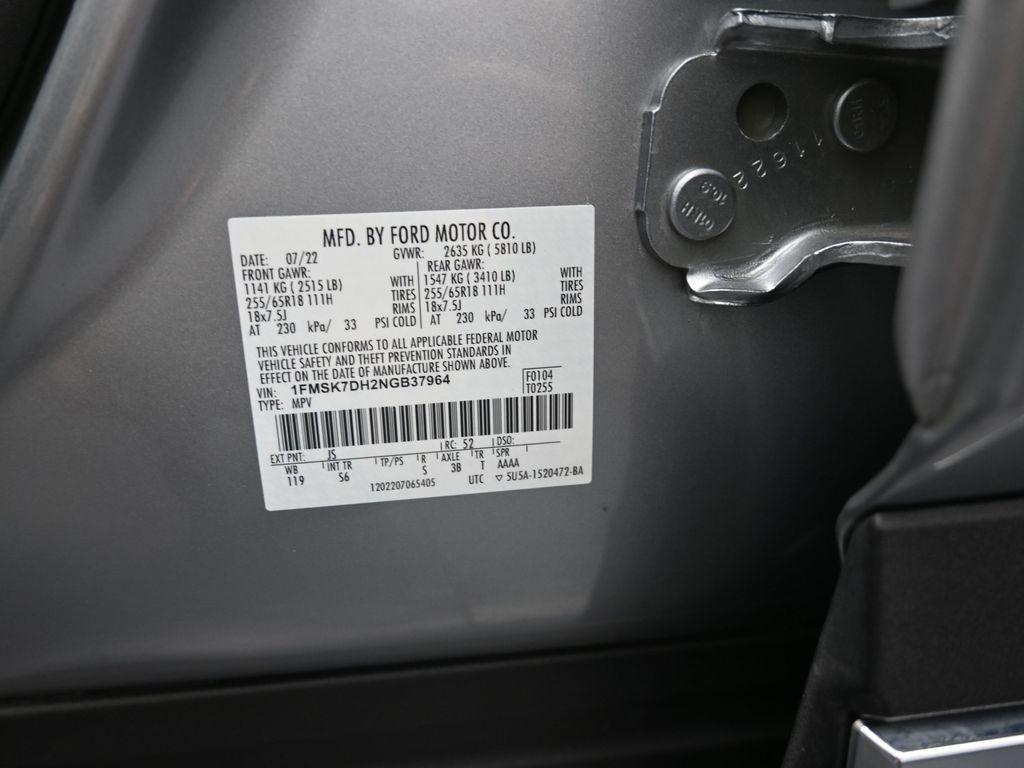 MFD. BY FORD MOTOR CO.
DATE: 07/22 GVWR: 2635 KG ( 5810 LB)
FRONT GAWR: REAR GAWR:
1141 KG ( 2515 LB) WITH 1547 KG ( 3410 LB) WITH
255/65R18 111H TIRES 255/65R18 111H TIRES
18x7.5J RIMS 18x7.5J RIMS
AT 230 kPa/ 33 PSI COLD AT 230 kPa/ 33 PSI COLD
THIS VEHICLE CONFORMS TO ALL APPLICABLE FEDERAL MOTOR
VEHICLE SAFETY AND THEFT PREVENTION STANDARDS IN
EFFECT ON THE DATE OF MANUFACTURE SHOWN ABOVE.
VIN: 1FMSK7DH2NGB37964 F0104
TYPE: MPV T0255
EXT PNT: JS RC: 52 DSO:
WB INT TR TP/PS R AXLE TR SPR
119 S6 S 3B T AAAA
1202207065405 UTC ▽ 5U5A-1520472-BA
11622
10.9